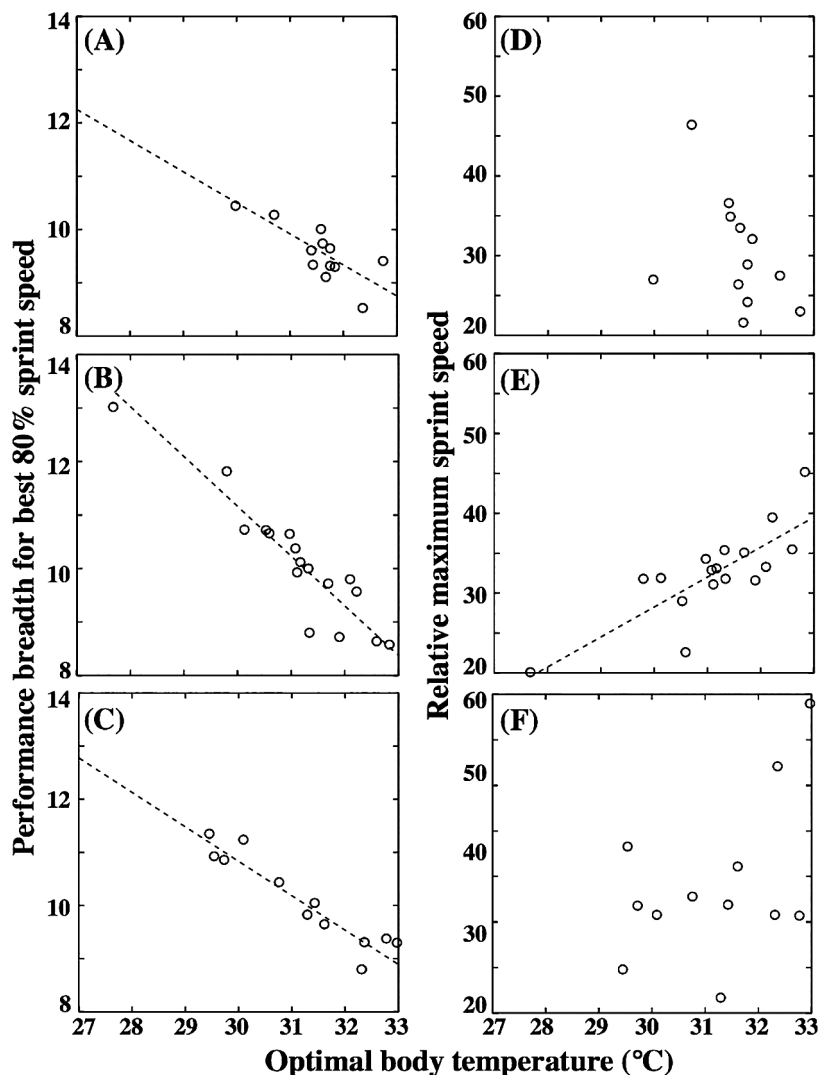 Performance breadth for best 80% sprint speed
(A)
14
12
10
8
(B)
14
12
10
8
(C)
14
12
11
10
8
27 28 29 30 31 32 33
Relative maximum sprint speed
(D)
60
50
40
30
20
(E)
60
50
40
30
20
(F)
60
50
40
30
20
27 28 29 30 31 32 33
Optimal body temperature (°C)